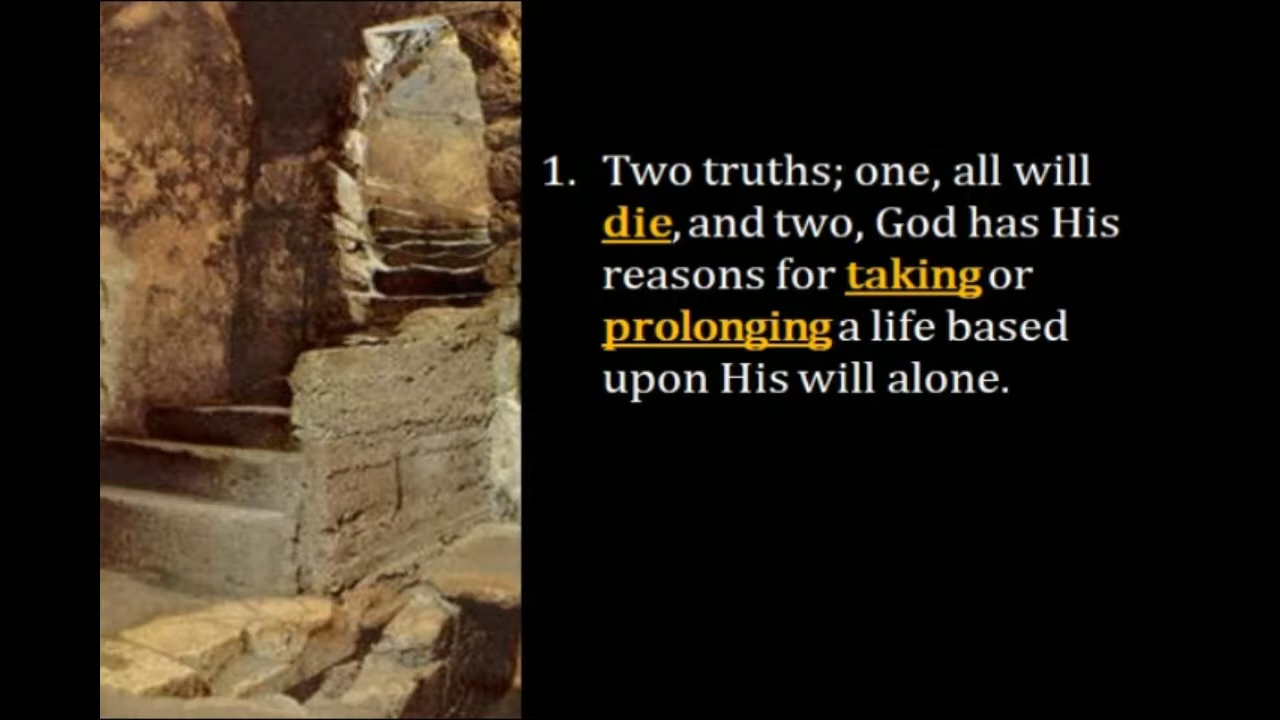 1. Two truths; one, all will
die, and two, God has His
reasons for taking or
prolonging a life based
upon His will alone.